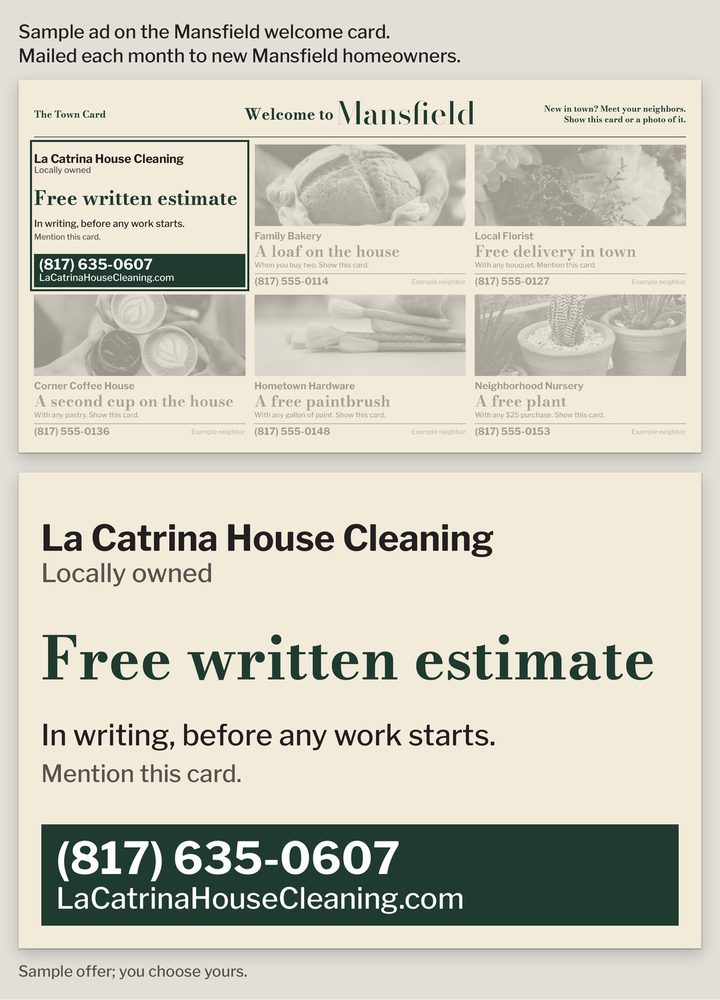 Sample ad on the Mansfield welcome card.
Mailed each month to new Mansfield homeowners.
The Town Card
Welcome to Mansfield
New in town? Meet your neighbors.
Show this card or a photo of it.
La Catrina House Cleaning
Locally owned
Free written estimate
In writing, before any work starts.
Mention this card.
(817) 635-0607
LaCatrinaHouseCleaning.com
Family Bakery
A loaf on the house
When you buy two. Show this card.
(817) 555-0114
Example neighbor
Local Florist
Free delivery in town
With any bouquet. Mention this card.
(817) 555-0127
Example neighbor
Corner Coffee House
A second cup on the house
With any pastry. Show this card.
(817) 555-0136
Example neighbor
Hometown Hardware
A free paintbrush
With any gallon of paint. Show this card.
(817) 555-0148
Example neighbor
Neighborhood Nursery
A free plant
With any $25 purchase. Show this card.
(817) 555-0153
Example neighbor
La Catrina House Cleaning
Locally owned
Free written estimate
In writing, before any work starts.
Mention this card.
(817) 635-0607
LaCatrinaHouseCleaning.com
Sample offer; you choose yours.